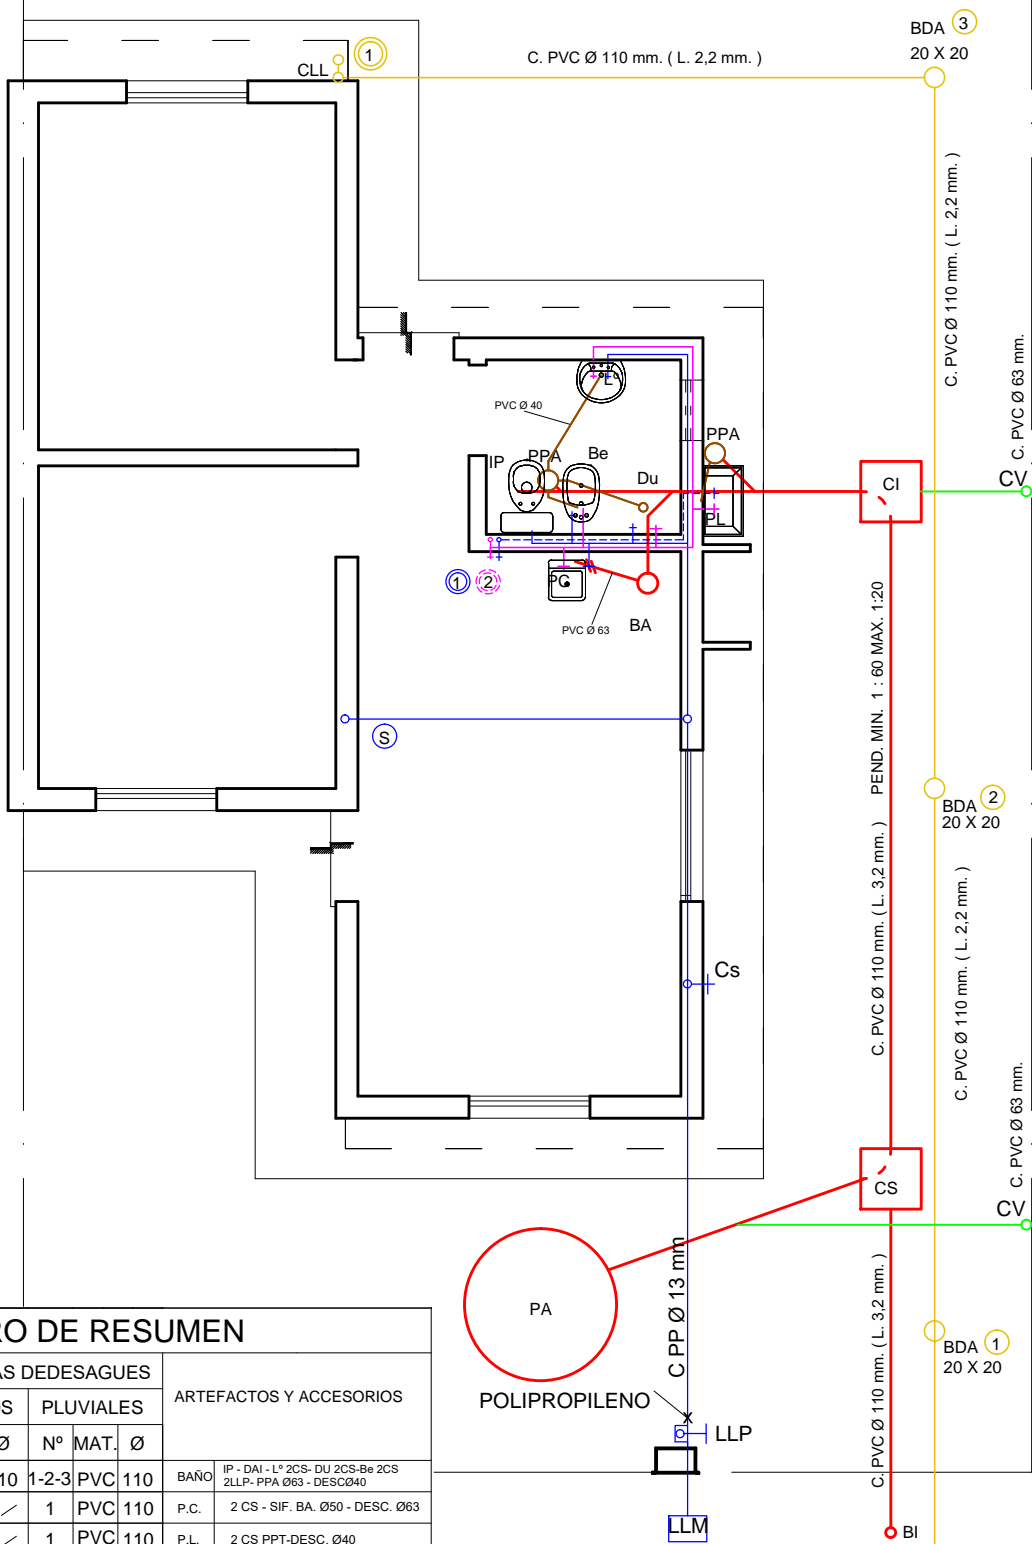 BDA 3
20 X 20
C. PVC Ø 110 mm. ( L. 2,2 mm. )
1
CLL
C. PVC Ø 110 mm. ( L. 2,2 mm. )
C. PVC Ø 63 mm.
CV
L
PVC Ø 40
IP
PPA
Be
Du
PPA
PL
CI
1
2
PC
PVC Ø 63
BA
PEND. MIN. 1 : 60 MAX. 1:20
C. PVC Ø 110 mm. ( L. 3,2 mm. )
S
BDA 2
20 X 20
C. PVC Ø 110 mm. ( L. 2,2 mm. )
Cs
C. PVC Ø 63 mm.
CV
CS
PA
C PP Ø 13 mm
C. PVC Ø 110 mm. ( L. 3,2 mm. )
BDA 1
20 X 20
POLIPROPILENO
X
LLP
LLM
BI
RO DE RESUMEN
AS DEDESAGUES
ARTEFACTOS Y ACCESORIOS
OS PLUVIALES
Ø Nº MAT. Ø
10 1-2-3 PVC 110 BAÑO IP - DAI - Lº 2CS- DU 2CS-Be 2CS
2LLP- PPA Ø63 - DESCØ40
/ 1 PVC 110 P.C. 2 CS - SIF. BA. Ø50 - DESC. Ø63
/ 1 PVC 110 P.L. 2 CS PPT-DESC. Ø40